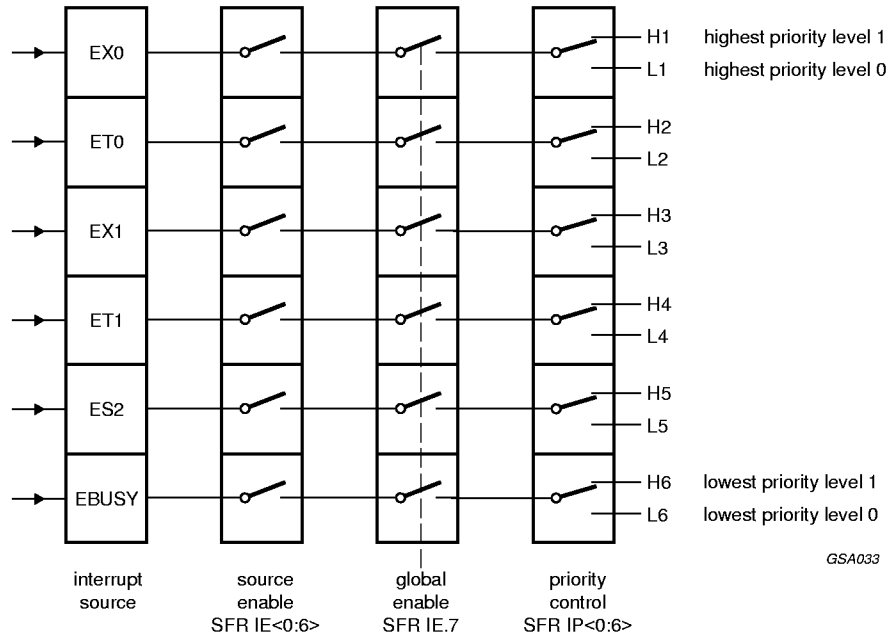 EX0
H1 highest priority level 1
L1 highest priority level 0
ET0
H2
L2
EX1
H3
L3
ET1
H4
L4
ES2
H5
L5
EBUSY
H6 lowest priority level 1
L6 lowest priority level 0
GSA033
interrupt
source
source
enable
SFR IE<0:6>
global
enable
SFR IE.7
priority
control
SFR IP<0:6>